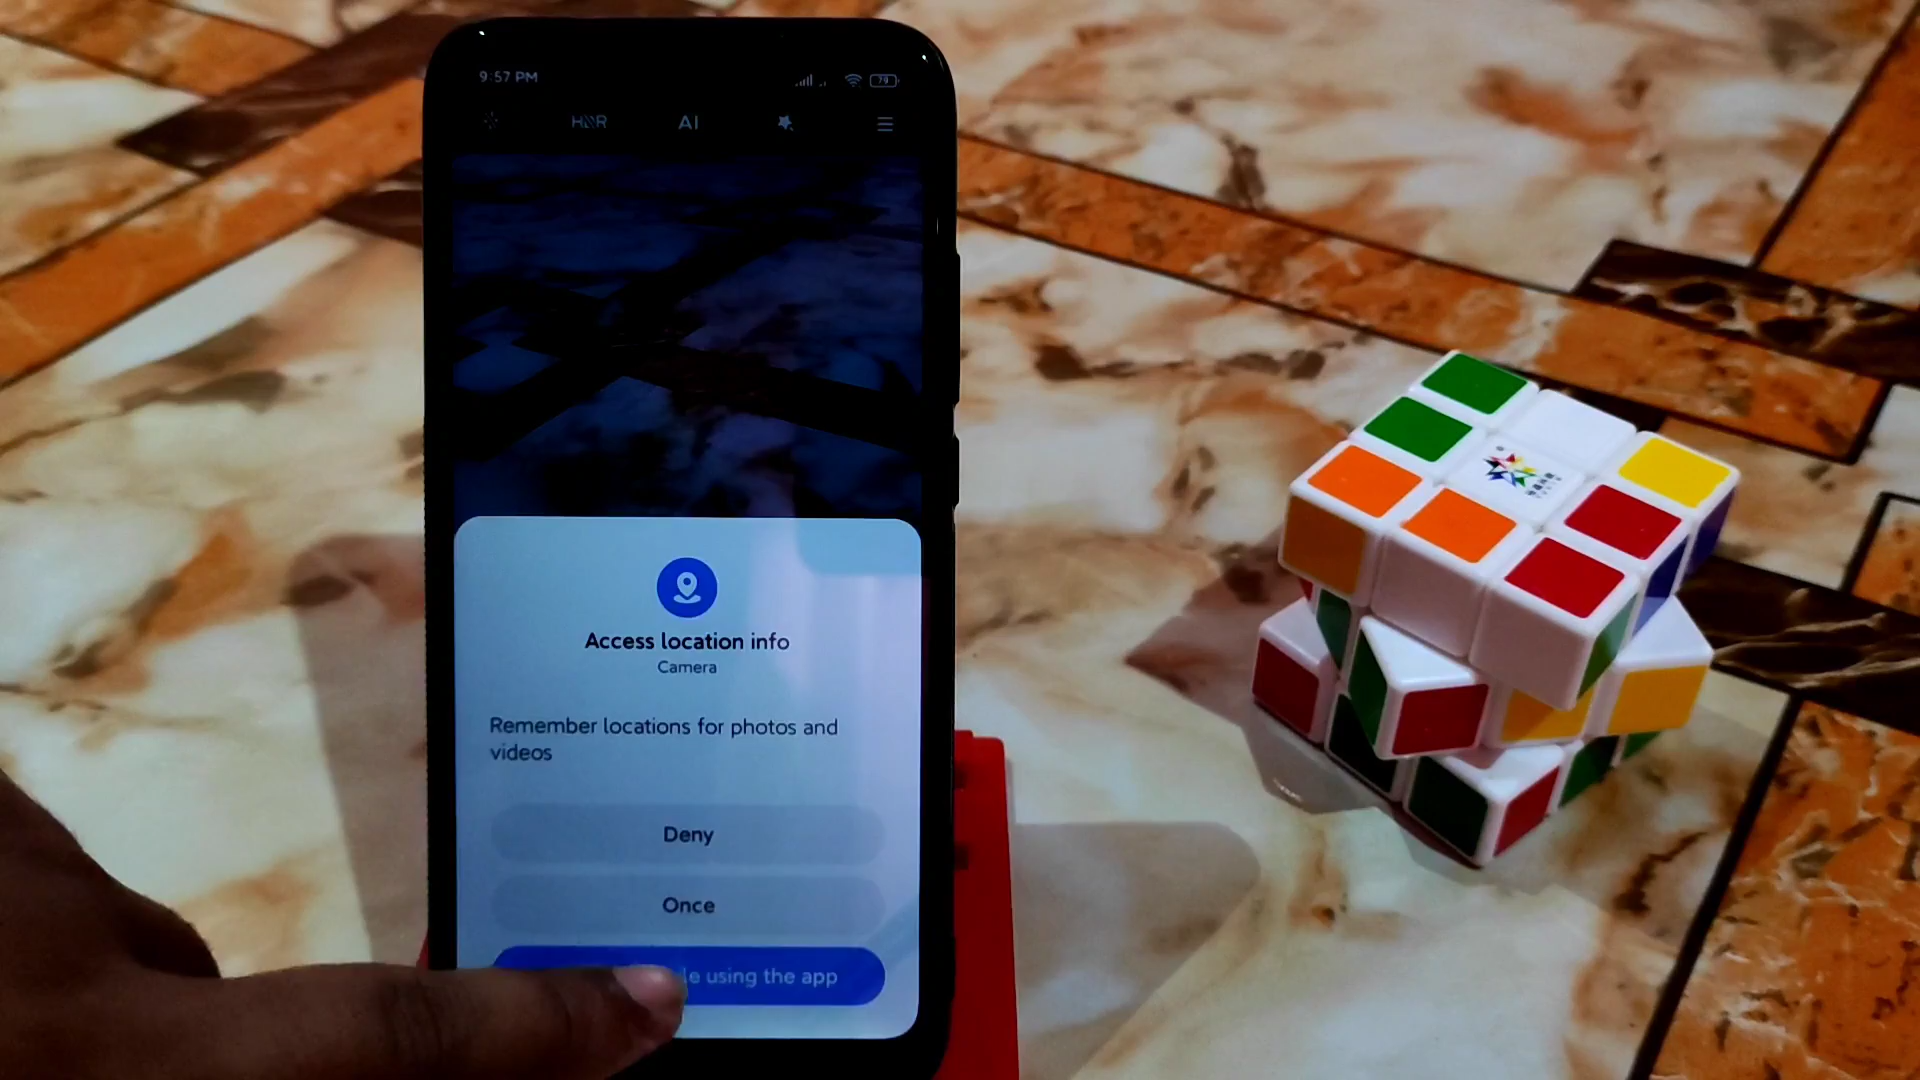 9:57 PM 79
HDR AI
Access location info
Camera
Remember locations for photos and
videos
Deny
Once
using the app